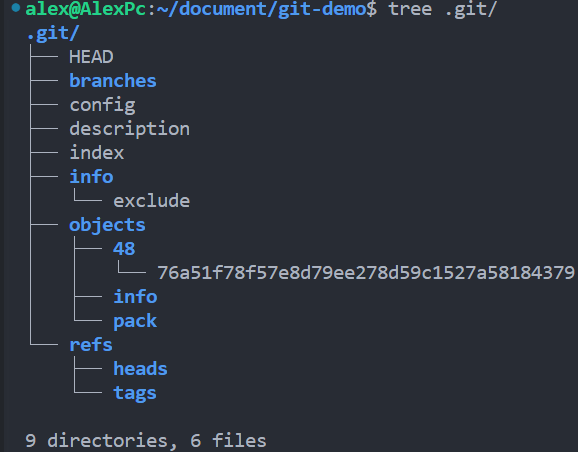 alex@AlexPc:~/document/git-demo$ tree .git/
.git/
├── HEAD
├── branches
├── config
├── description
├── index
├── info
│   └── exclude
├── objects
│   ├── 48
│   │   └── 76a51f78f57e8d79ee278d59c1527a58184379
│   ├── info
│   └── pack
└── refs
    ├── heads
    └── tags

9 directories, 6 files